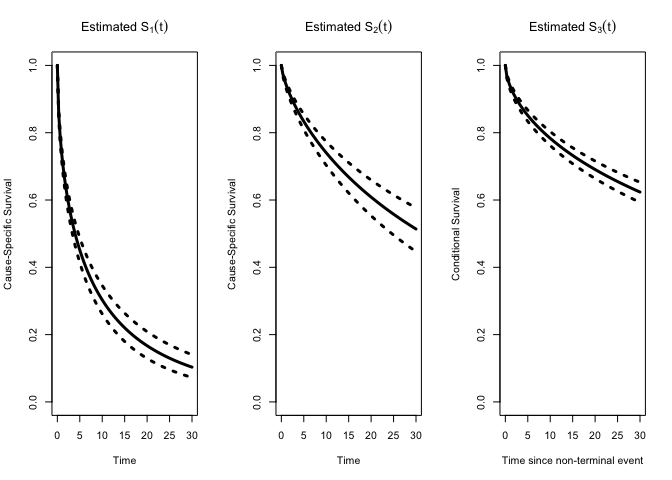 Estimated S₁(t)
Cause-Specific Survival
1.0
0.8
0.6
0.4
0.2
0.0
0 5 10 15 20 25 30
Time
Estimated S₂(t)
Cause-Specific Survival
1.0
0.8
0.6
0.4
0.2
0.0
0 5 10 15 20 25 30
Time
Estimated S₃(t)
Conditional Survival
1.0
0.8
0.6
0.4
0.2
0.0
0 5 10 15 20 25 30
Time since non-terminal event